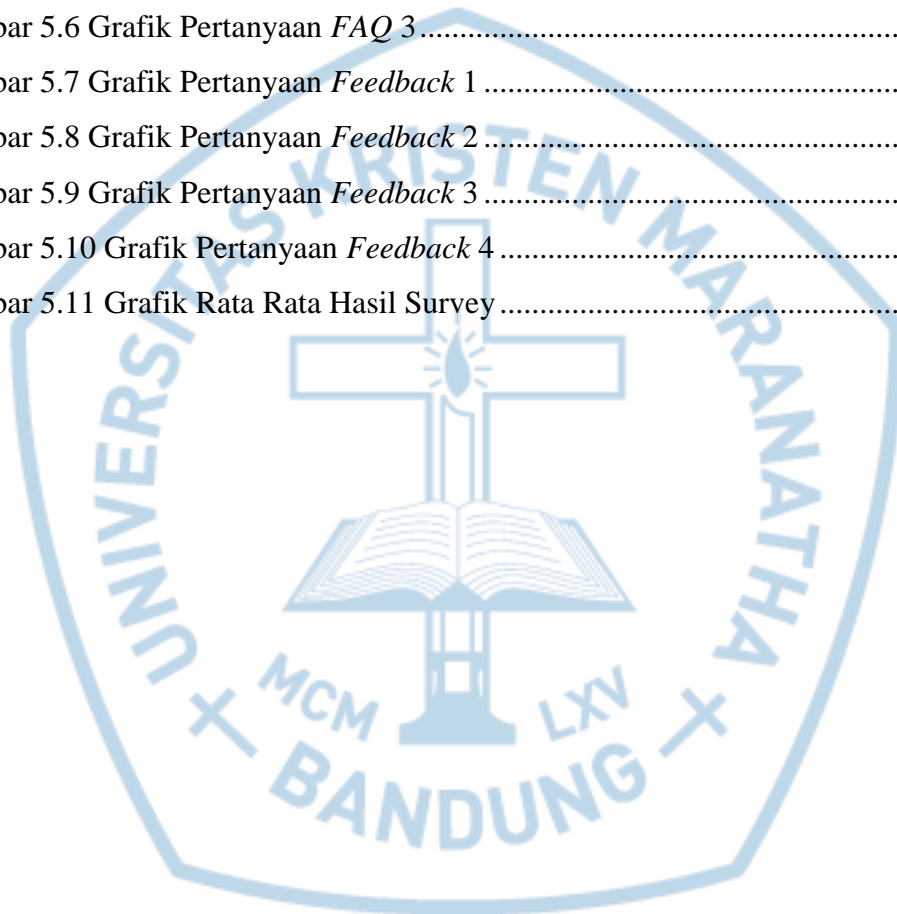 bar 5.6 Grafik Pertanyaan FAQ 3
bar 5.7 Grafik Pertanyaan Feedback 1
bar 5.8 Grafik Pertanyaan Feedback 2
bar 5.9 Grafik Pertanyaan Feedback 3
bar 5.10 Grafik Pertanyaan Feedback 4
bar 5.11 Grafik Rata Rata Hasil Survey
UNIVERSITAS KRISTEN MARANATHA
MCM LXV
BANDUNG